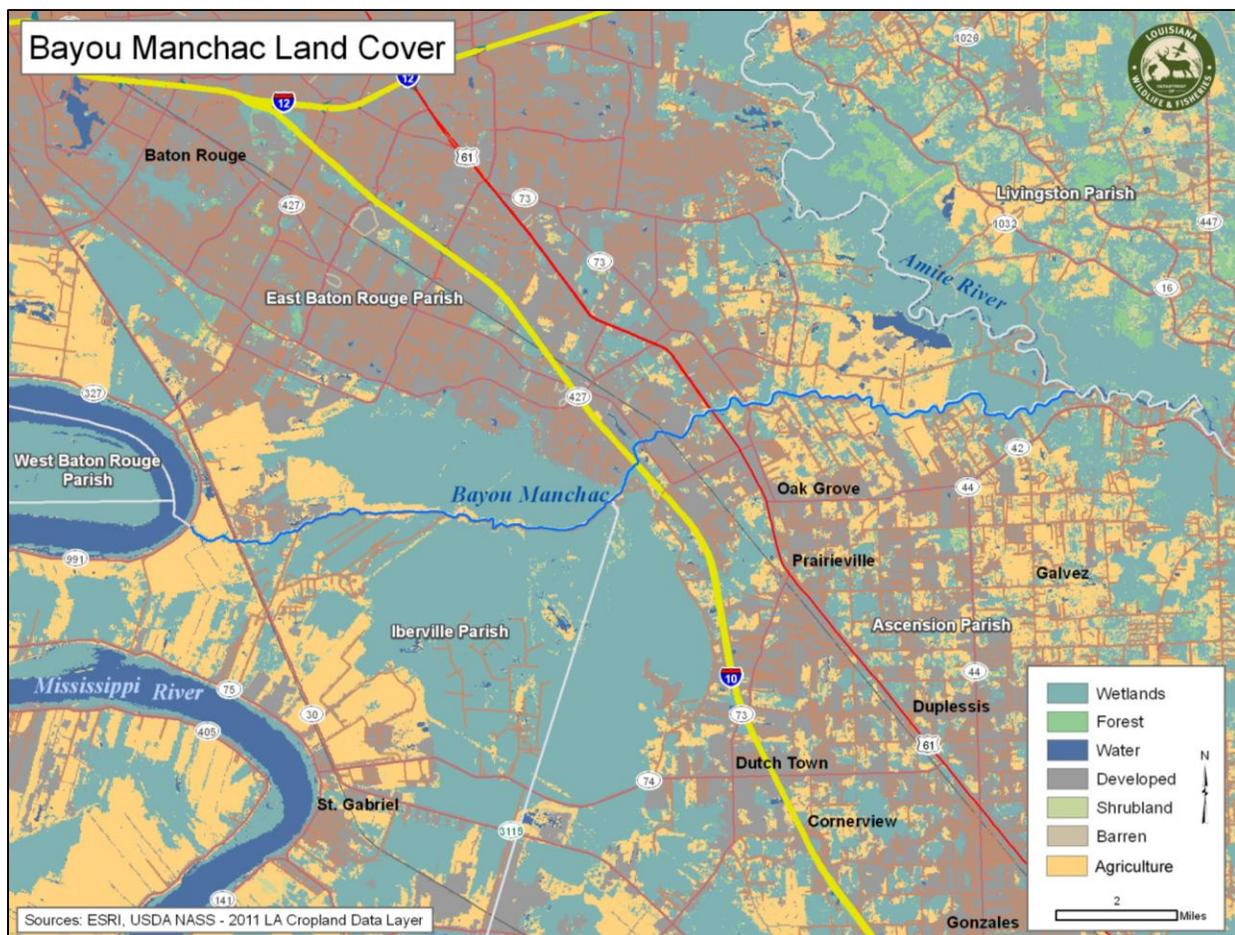 Bayou Manchac Land Cover
LOUISIANA
DEPARTMENT
OF
WILDLIFE & FISHERIES
1026
12
12
61
Baton Rouge
427
73
Livingston Parish
1032
447
73
16
Amite River
East Baton Rouge Parish
327
427
West Baton Rouge
Parish
42
Bayou Manchac
Oak Grove
44
991
Prairieville
Galvez
Iberville Parish
Ascension Parish
44
10
Mississippi River
75
30
405
73
Duplessis
61
Dutch Town
74
St. Gabriel
Cornerview
3115
141
Gonzales
Wetlands
Forest
Water
Developed
Shrubland
Barren
Agriculture
N
2
Miles
Sources: ESRI, USDA NASS - 2011 LA Cropland Data Layer